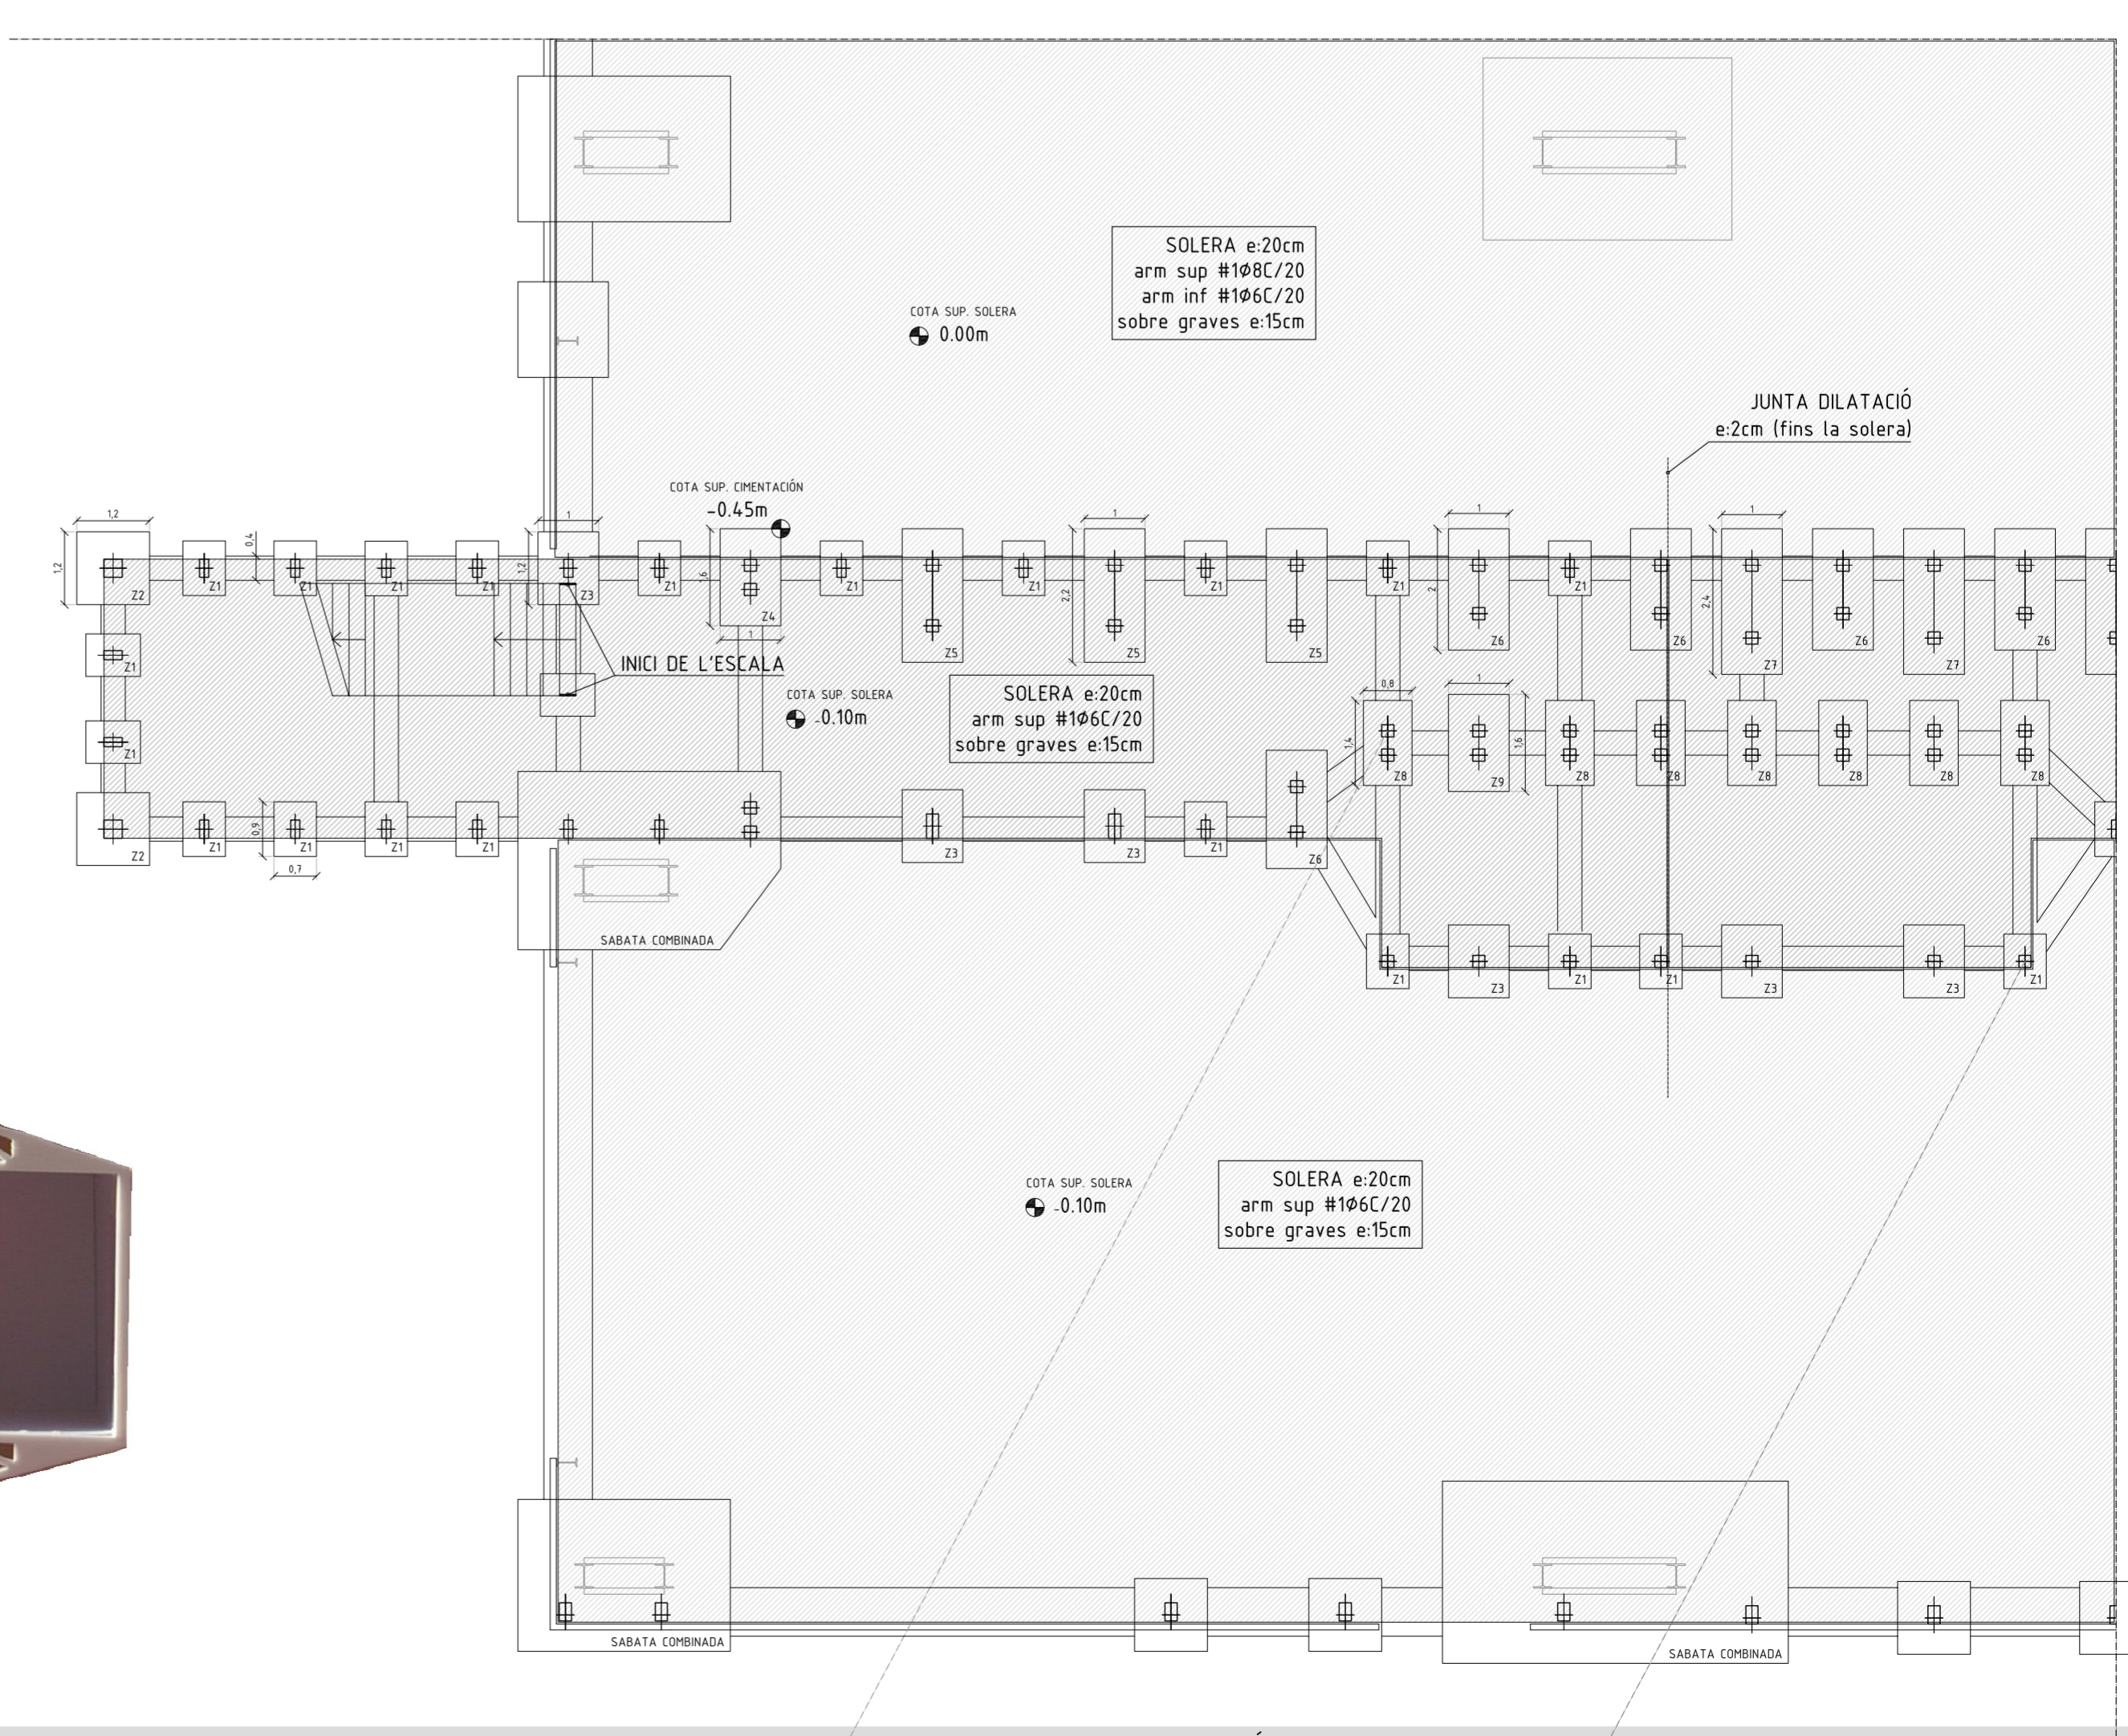 SOLERA e:20cm
arm sup #1Ø8C/20
arm inf #1Ø6C/20
sobre graves e:15cm
COTA SUP. SOLERA
0.00m
JUNTA DILATACIÓ
e:2cm (fins la solera)
COTA SUP. CIMENTACIÓN
-0.45m
1,2
1
1
1
1
0,4
1,2
1,2
1,6
2,2
2
2,4
Z2
Z1
Z1
Z1
Z1
Z3
Z1
Z4
Z1
Z5
Z1
Z5
Z1
Z5
Z1
Z6
Z1
Z6
Z7
Z6
Z7
Z6
1
Z1
INICI DE L'ESCALA
COTA SUP. SOLERA
-0.10m
SOLERA e:20cm
arm sup #1Ø6C/20
sobre graves e:15cm
0,8
1
1,4
1,6
Z1
Z8
Z9
Z8
Z8
Z8
Z8
Z8
Z8
0,9
Z2
Z1
Z1
Z1
Z1
0,7
Z3
Z3
Z1
Z6
SABATA COMBINADA
Z1
Z3
Z1
Z1
Z3
Z3
Z1
COTA SUP. SOLERA
-0.10m
SOLERA e:20cm
arm sup #1Ø6C/20
sobre graves e:15cm
SABATA COMBINADA
SABATA COMBINADA